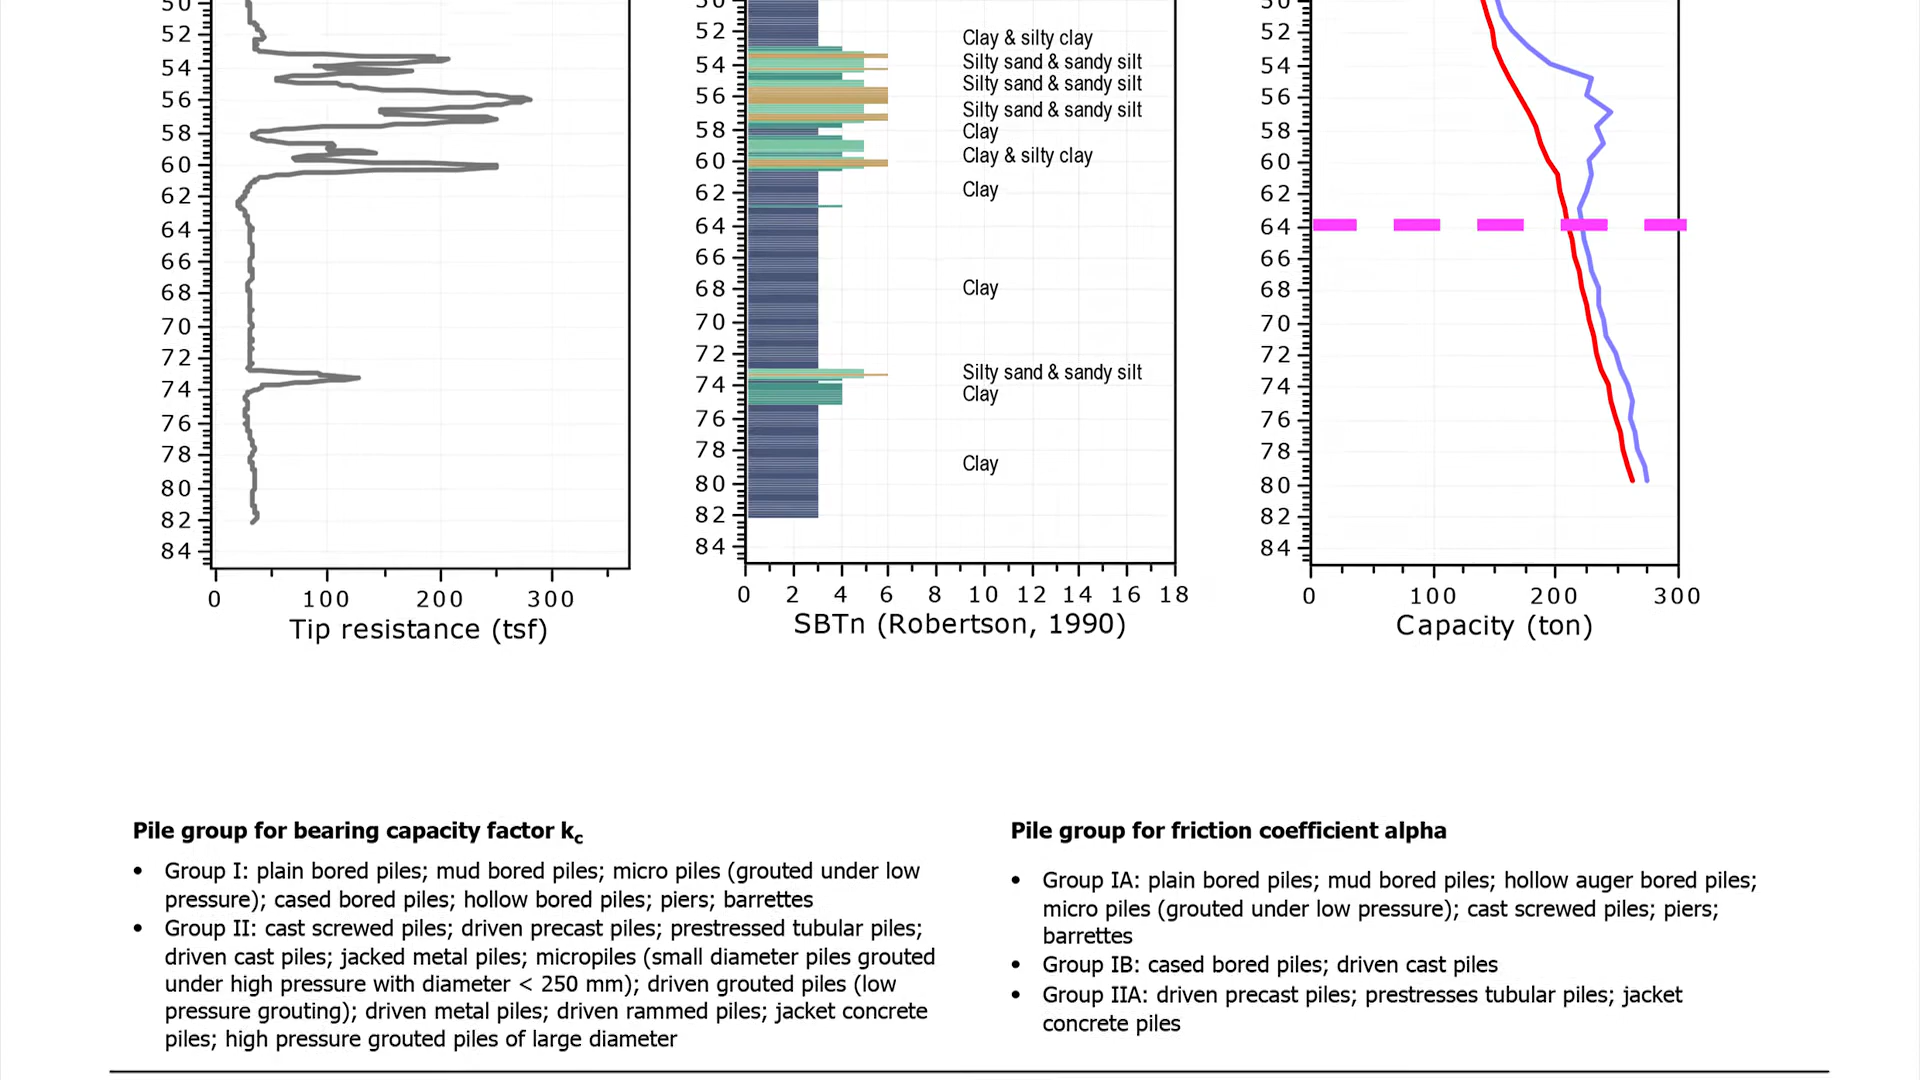 50
52
54
56
58
60
62
64
66
68
70
72
74
76
78
80
82
84
0 100 200 300
Tip resistance (tsf)
50
52
54
56
58
60
62
64
66
68
70
72
74
76
78
80
82
84
Clay & silty clay
Silty sand & sandy silt
Silty sand & sandy silt
Silty sand & sandy silt
Clay
Clay & silty clay
Clay
Clay
Silty sand & sandy silt
Clay
Clay
0 2 4 6 8 10 12 14 16 18
SBTn (Robertson, 1990)
50
52
54
56
58
60
62
64
66
68
70
72
74
76
78
80
82
84
0 100 200 300
Capacity (ton)
Pile group for bearing capacity factor kc
• Group I: plain bored piles; mud bored piles; micro piles (grouted under low
pressure); cased bored piles; hollow bored piles; piers; barrettes
• Group II: cast screwed piles; driven precast piles; prestressed tubular piles;
driven cast piles; jacked metal piles; micropiles (small diameter piles grouted
under high pressure with diameter < 250 mm); driven grouted piles (low
pressure grouting); driven metal piles; driven rammed piles; jacket concrete
piles; high pressure grouted piles of large diameter
Pile group for friction coefficient alpha
• Group IA: plain bored piles; mud bored piles; hollow auger bored piles;
micro piles (grouted under low pressure); cast screwed piles; piers;
barrettes
• Group IB: cased bored piles; driven cast piles
• Group IIA: driven precast piles; prestresses tubular piles; jacket
concrete piles